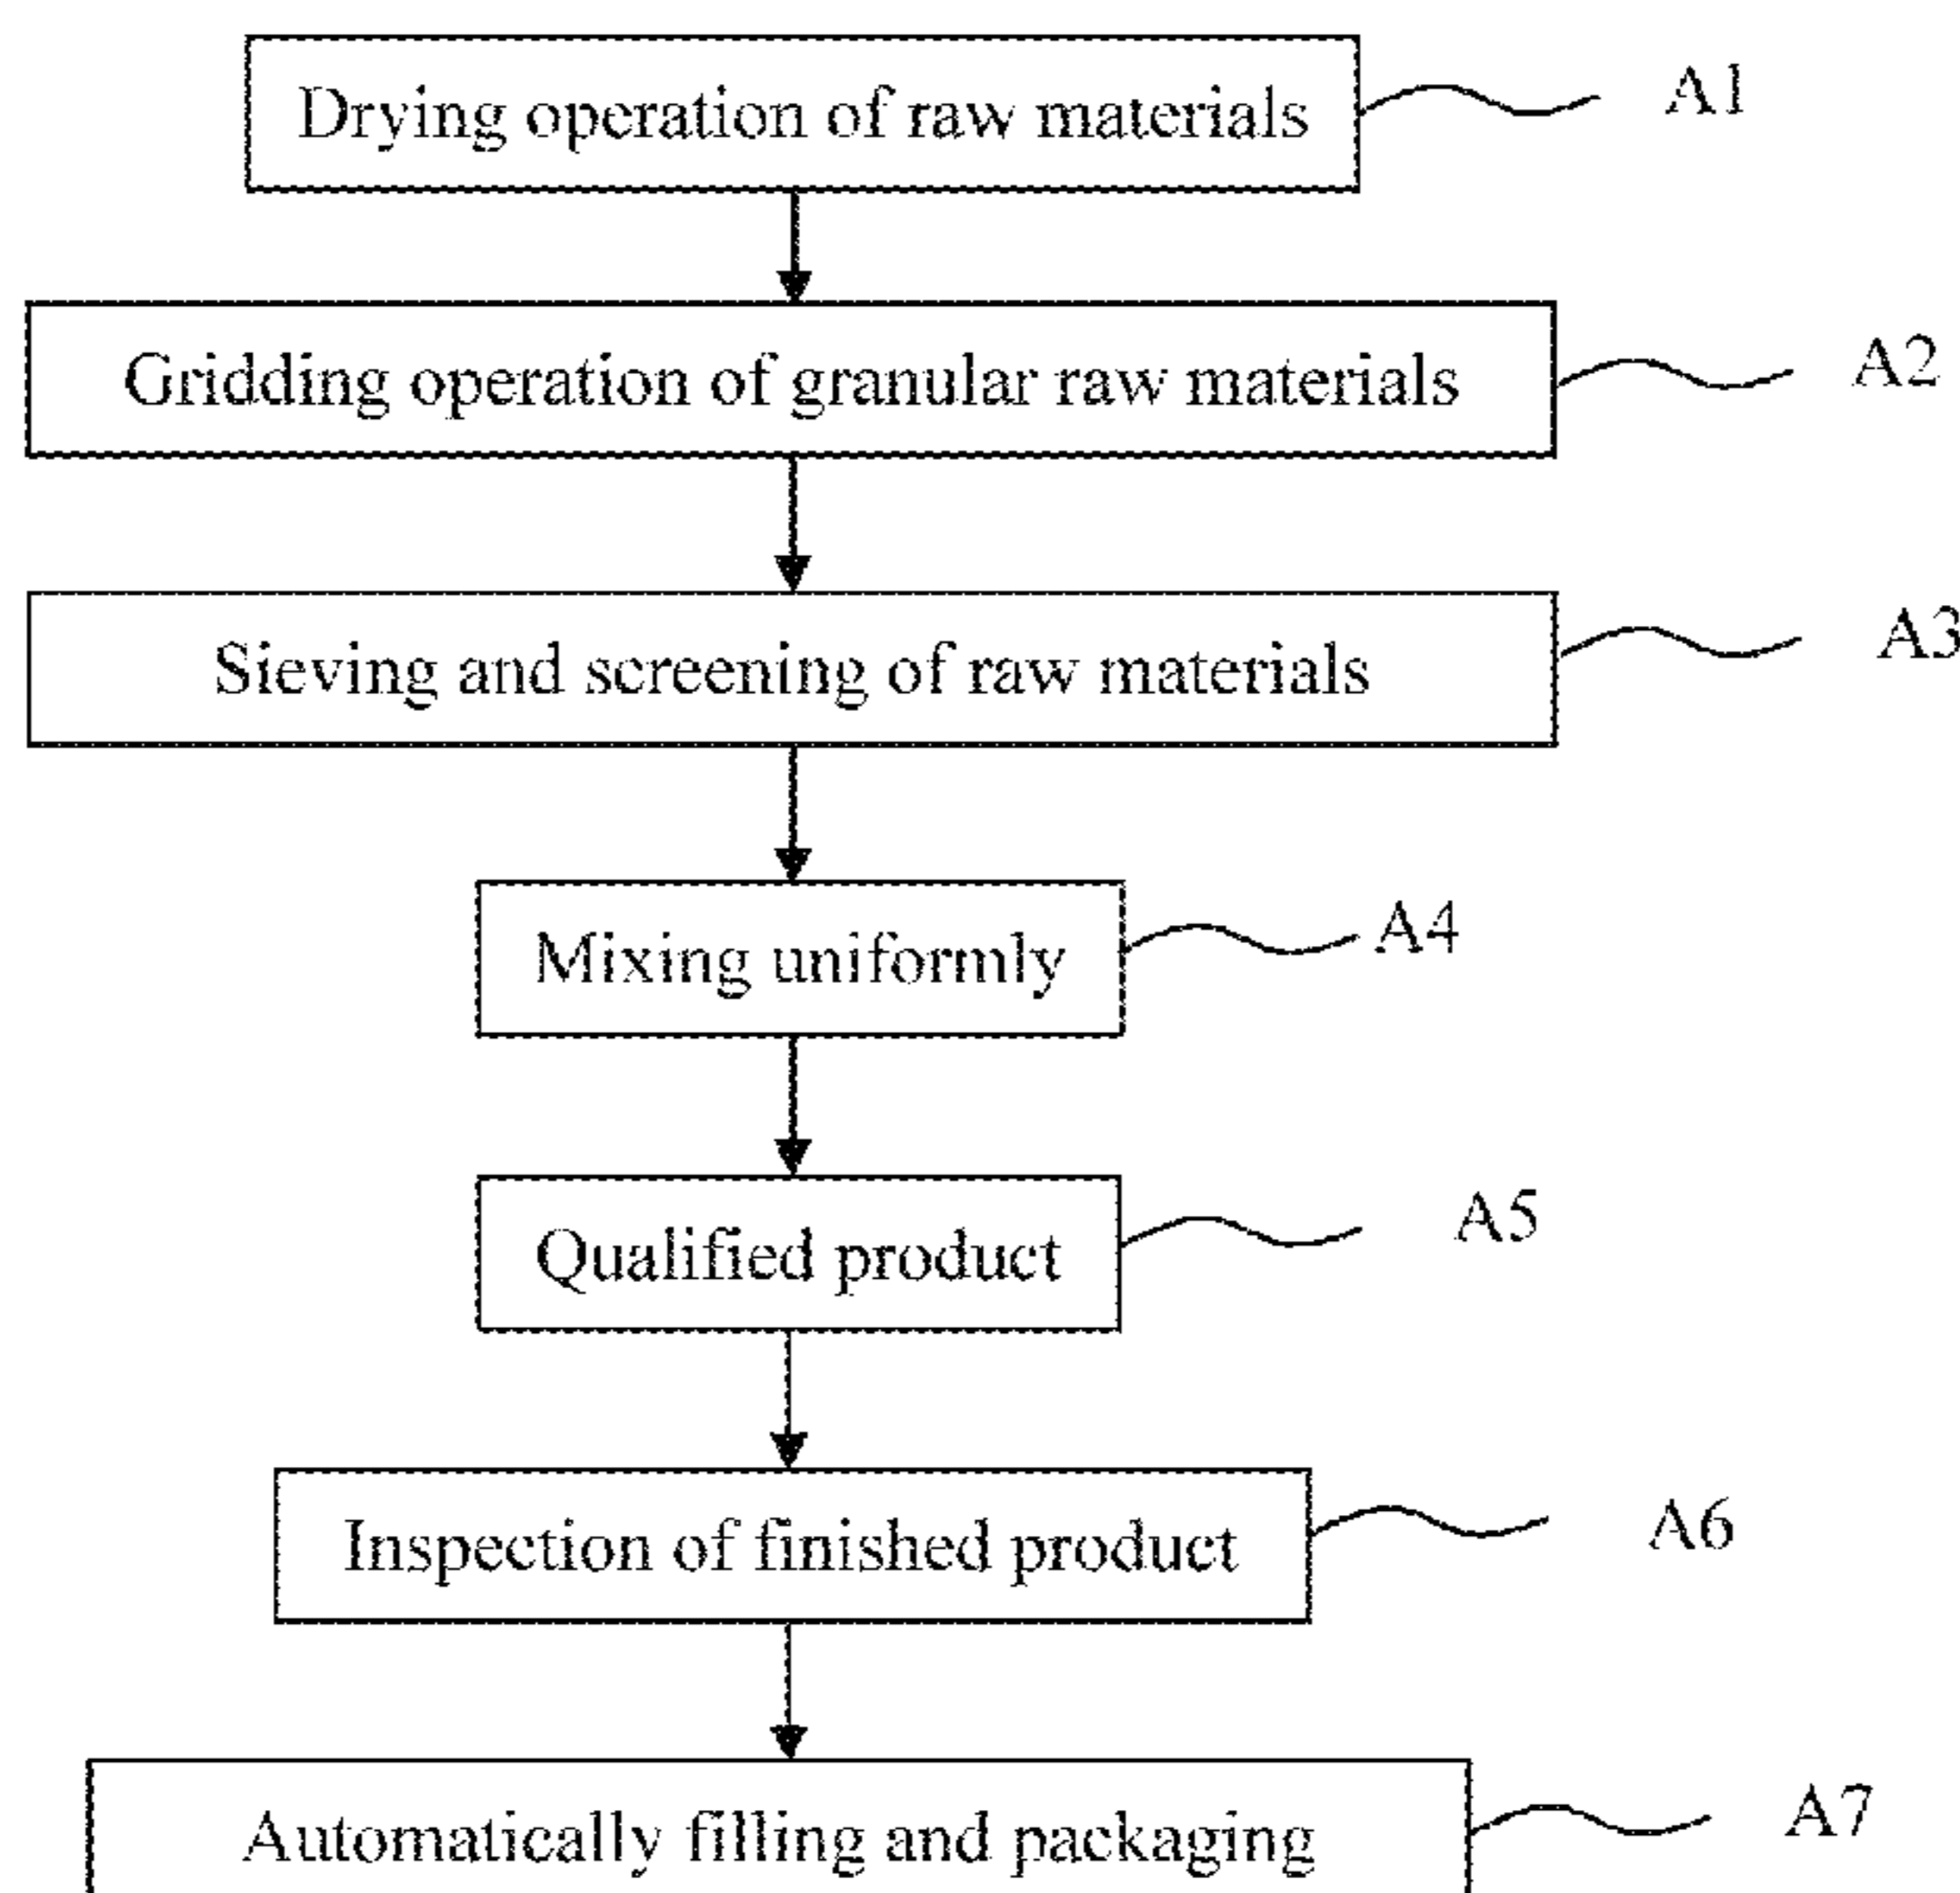 Drying operation of raw materials A1
Gridding operation of granular raw materials A2
Sieving and screening of raw materials A3
Mixing uniformly A4
Qualified product A5
Inspection of finished product A6
Automatically filling and packaging A7